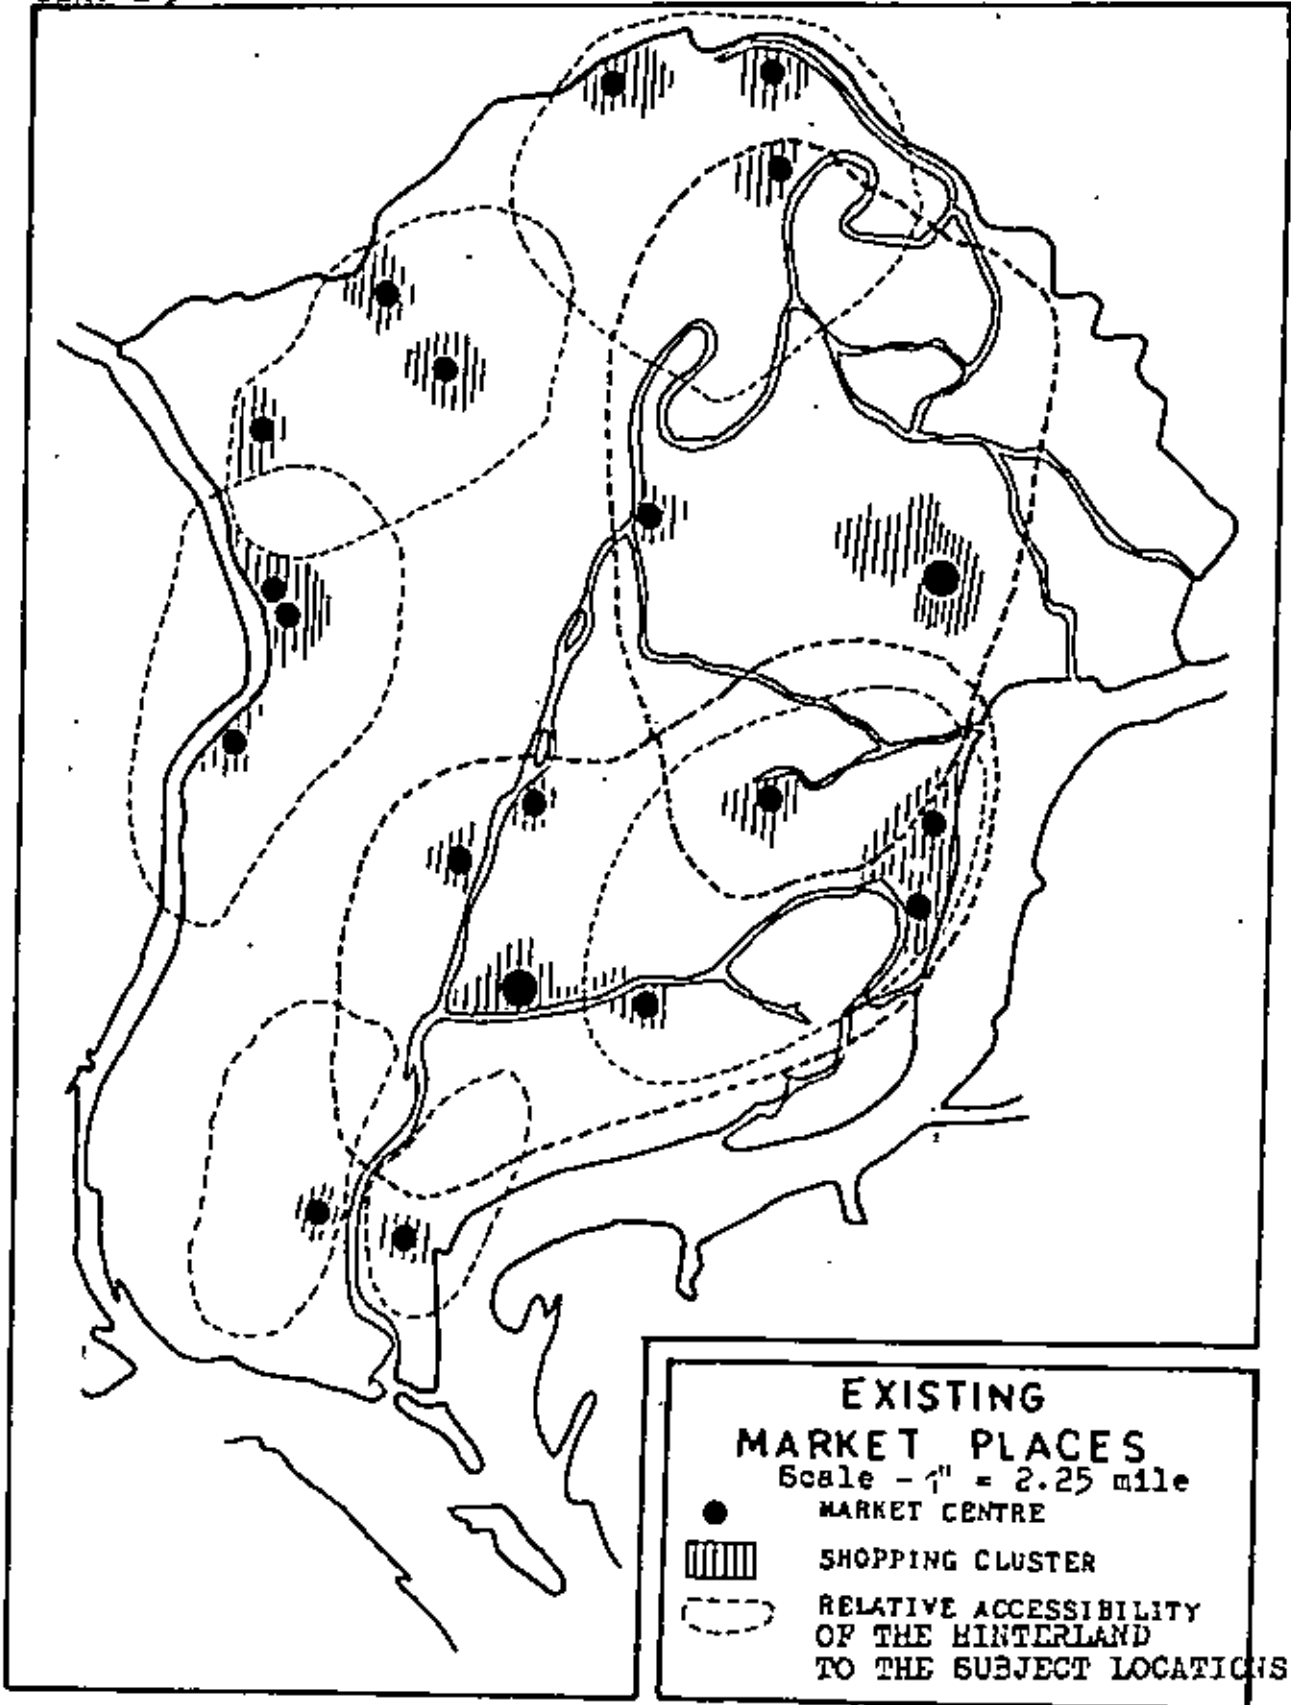 EXISTING
MARKET PLACES
Scale - 1" = 2.25 mile
MARKET CENTRE
SHOPPING CLUSTER
RELATIVE ACCESSIBILITY
OF THE HINTERLAND
TO THE SUBJECT LOCATIONS